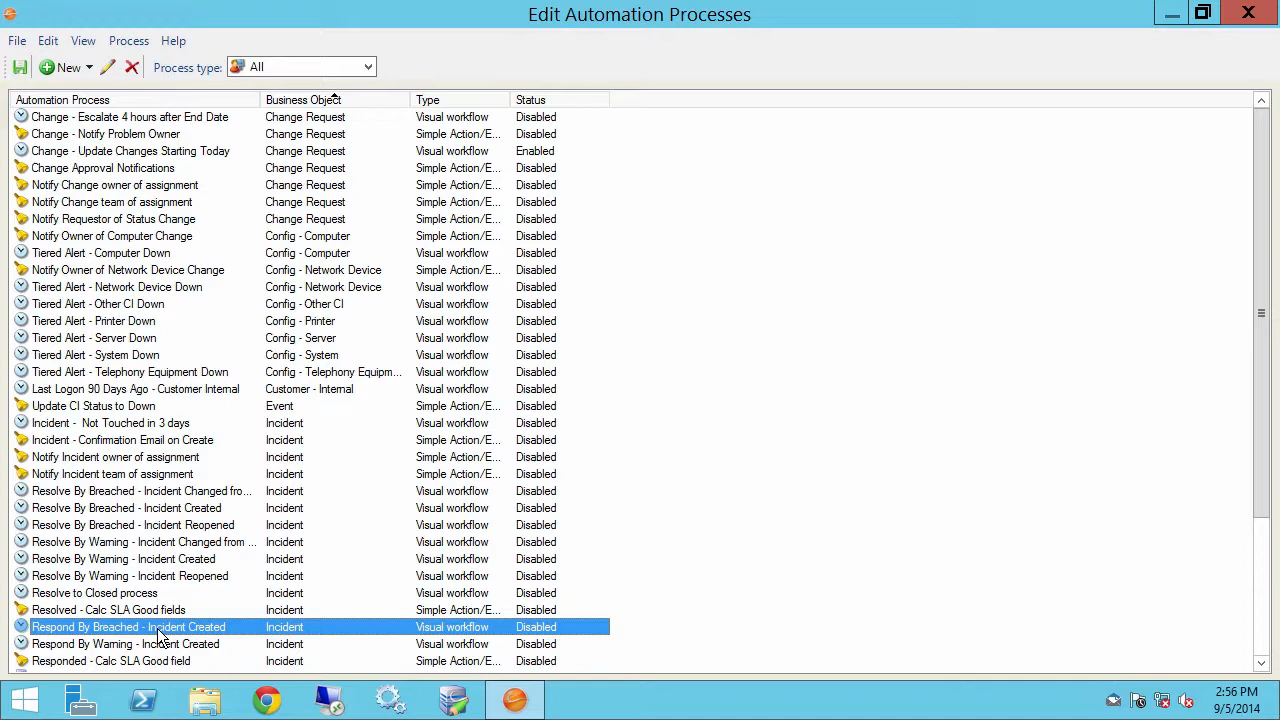 Edit Automation Processes
File Edit View Process Help
New Process type: All
Automation Process Business Object Type Status
Change - Escalate 4 hours after End Date Change Request Visual workflow Disabled
Change - Notify Problem Owner Change Request Simple Action/E... Disabled
Change - Update Changes Starting Today Change Request Visual workflow Enabled
Change Approval Notifications Change Request Simple Action/E... Disabled
Notify Change owner of assignment Change Request Simple Action/E... Disabled
Notify Change team of assignment Change Request Simple Action/E... Disabled
Notify Requestor of Status Change Change Request Simple Action/E... Disabled
Notify Owner of Computer Change Config - Computer Simple Action/E... Disabled
Tiered Alert - Computer Down Config - Computer Visual workflow Disabled
Notify Owner of Network Device Change Config - Network Device Simple Action/E... Disabled
Tiered Alert - Network Device Down Config - Network Device Visual workflow Disabled
Tiered Alert - Other CI Down Config - Other CI Visual workflow Disabled
Tiered Alert - Printer Down Config - Printer Visual workflow Disabled
Tiered Alert - Server Down Config - Server Visual workflow Disabled
Tiered Alert - System Down Config - System Visual workflow Disabled
Tiered Alert - Telephony Equipment Down Config - Telephony Equipm... Visual workflow Disabled
Last Logon 90 Days Ago - Customer Internal Customer - Internal Visual workflow Disabled
Update CI Status to Down Event Simple Action/E... Disabled
Incident - Not Touched in 3 days Incident Visual workflow Disabled
Incident - Confirmation Email on Create Incident Simple Action/E... Disabled
Notify Incident owner of assignment Incident Simple Action/E... Disabled
Notify Incident team of assignment Incident Simple Action/E... Disabled
Resolve By Breached - Incident Changed fro... Incident Visual workflow Disabled
Resolve By Breached - Incident Created Incident Visual workflow Disabled
Resolve By Breached - Incident Reopened Incident Visual workflow Disabled
Resolve By Warning - Incident Changed from ... Incident Visual workflow Disabled
Resolve By Warning - Incident Created Incident Visual workflow Disabled
Resolve By Warning - Incident Reopened Incident Visual workflow Disabled
Resolve to Closed process Incident Visual workflow Disabled
Resolved - Calc SLA Good fields Incident Simple Action/E... Disabled
Respond By Breached - Incident Created Incident Visual workflow Disabled
Respond By Warning - Incident Created Incident Visual workflow Disabled
Responded - Calc SLA Good field Incident Simple Action/E... Disabled
2:56 PM
9/5/2014